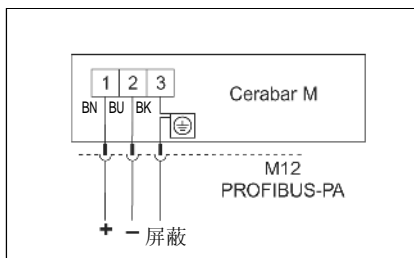 1 2 3
BN BU BK
Cerabar M
M12
PROFIBUS-PA
+ − 屏蔽